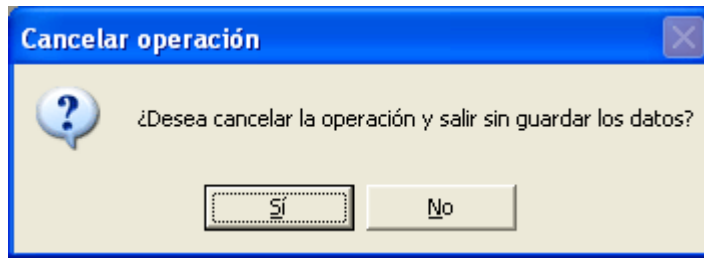 Cancelar operación
¿Desea cancelar la operación y salir sin guardar los datos?
Sí
No